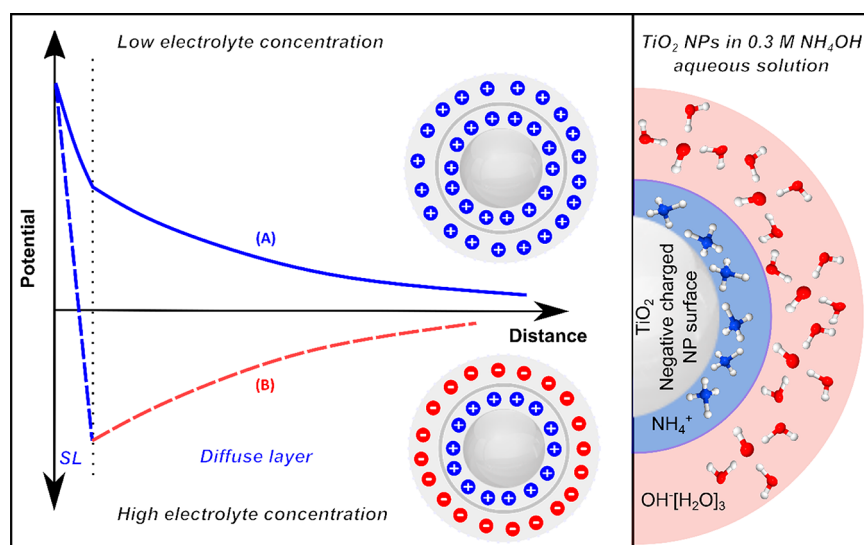 Low electrolyte concentration
Potential
(A)
Distance
(B)
SL
Diffuse layer
High electrolyte concentration
+ + + + + + + + + + + + + + + + + + + + + + + + + + + + + +
- - - - - - - - - - - - - - - - - - - -
TiO₂ NPs in 0.3 M NH₄OH
aqueous solution
TiO₂
Negative charged
NP surface
NH₄⁺
OH⁻[H₂O]₃